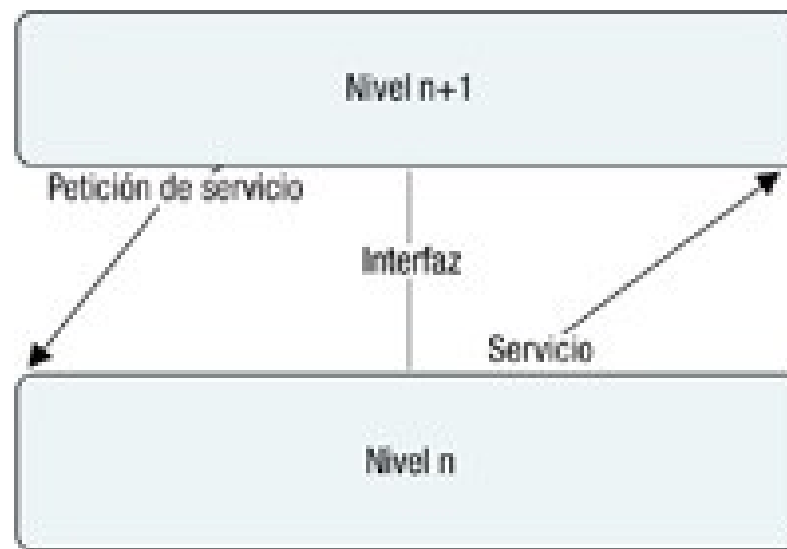 Nivel n+1
Petición de servicio
Interfaz
Servicio
Nivel n